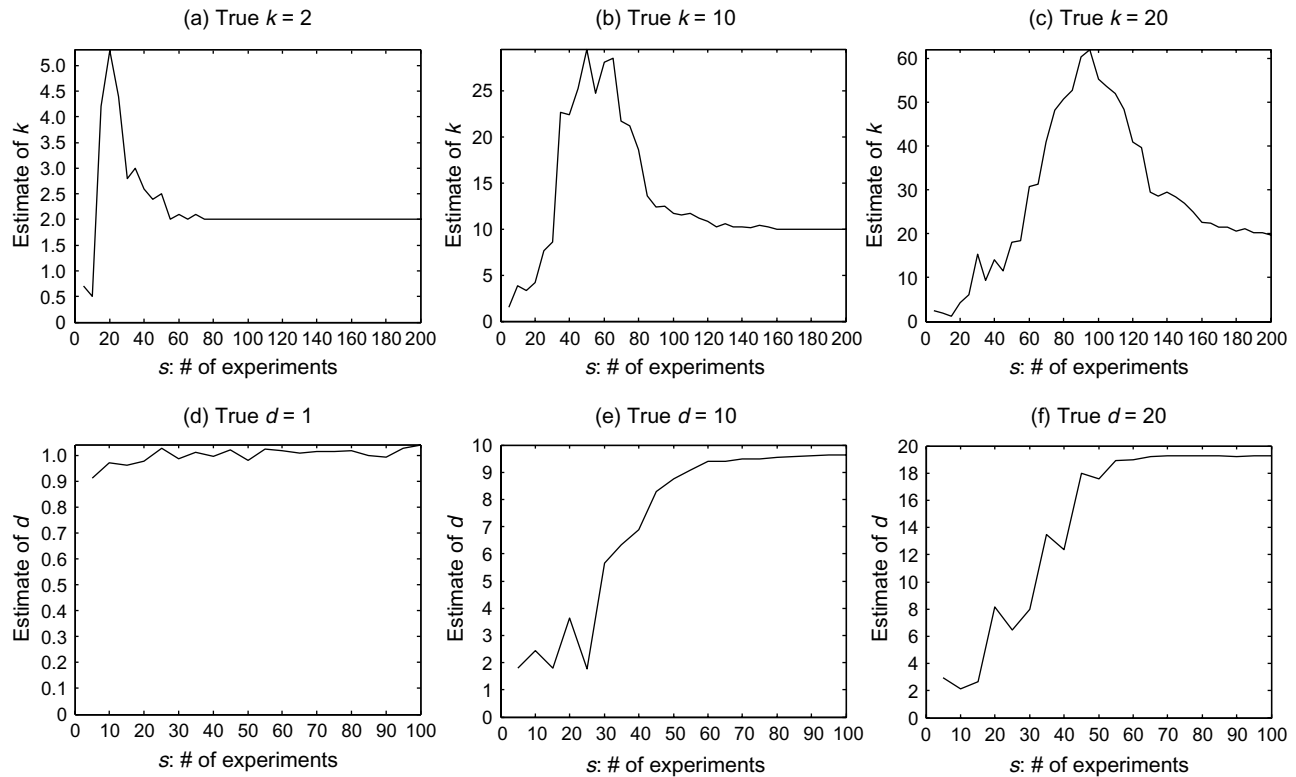 (a) True k = 2
(b) True k = 10
(c) True k = 20
Estimate of k
5.0
4.5
4.0
3.5
3.0
2.5
2.0
1.5
1.0
0.5
0
0 20 40 60 80 100 120 140 160 180 200
s: # of experiments
Estimate of k
25
20
15
10
5
0
0 20 40 60 80 100 120 140 160 180 200
s: # of experiments
Estimate of k
60
50
40
30
20
10
0
0 20 40 60 80 100 120 140 160 180 200
s: # of experiments
(d) True d = 1
(e) True d = 10
(f) True d = 20
Estimate of d
1.0
0.9
0.8
0.7
0.6
0.5
0.4
0.3
0.2
0.1
0
0 10 20 30 40 50 60 70 80 90 100
s: # of experiments
Estimate of d
10
9
8
7
6
5
4
3
2
1
0
0 10 20 30 40 50 60 70 80 90 100
s: # of experiments
Estimate of d
20
18
16
14
12
10
8
6
4
2
0
0 10 20 30 40 50 60 70 80 90 100
s: # of experiments